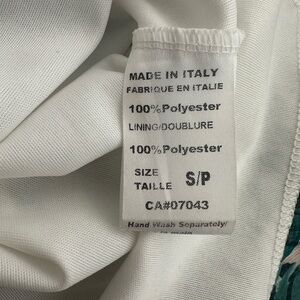 MADE IN ITALY
FABRIQUE EN ITALIE
100%Polyester
LINING/DOUBLURE
100%Polyester
SIZE
TAILLE S/P
CA#07043
Hand Wash Separately/